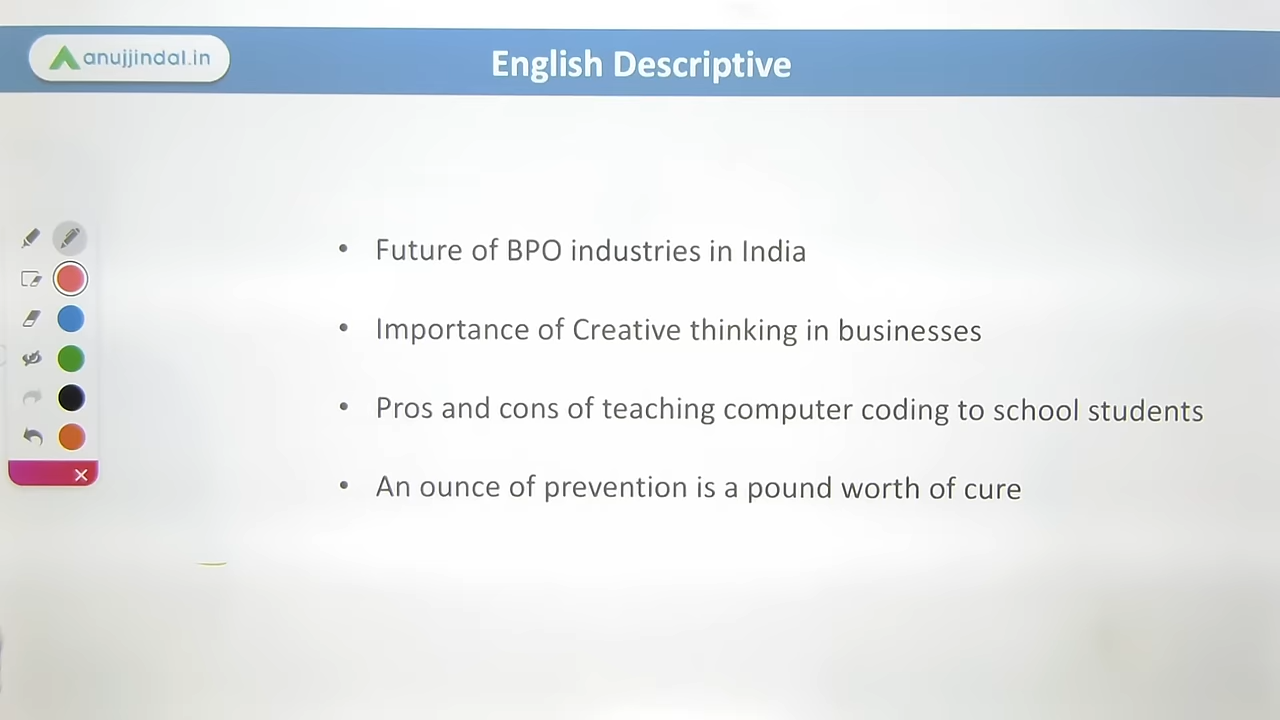 anujjindal.in
English Descriptive
• Future of BPO industries in India
• Importance of Creative thinking in businesses
• Pros and cons of teaching computer coding to school students
• An ounce of prevention is a pound worth of cure